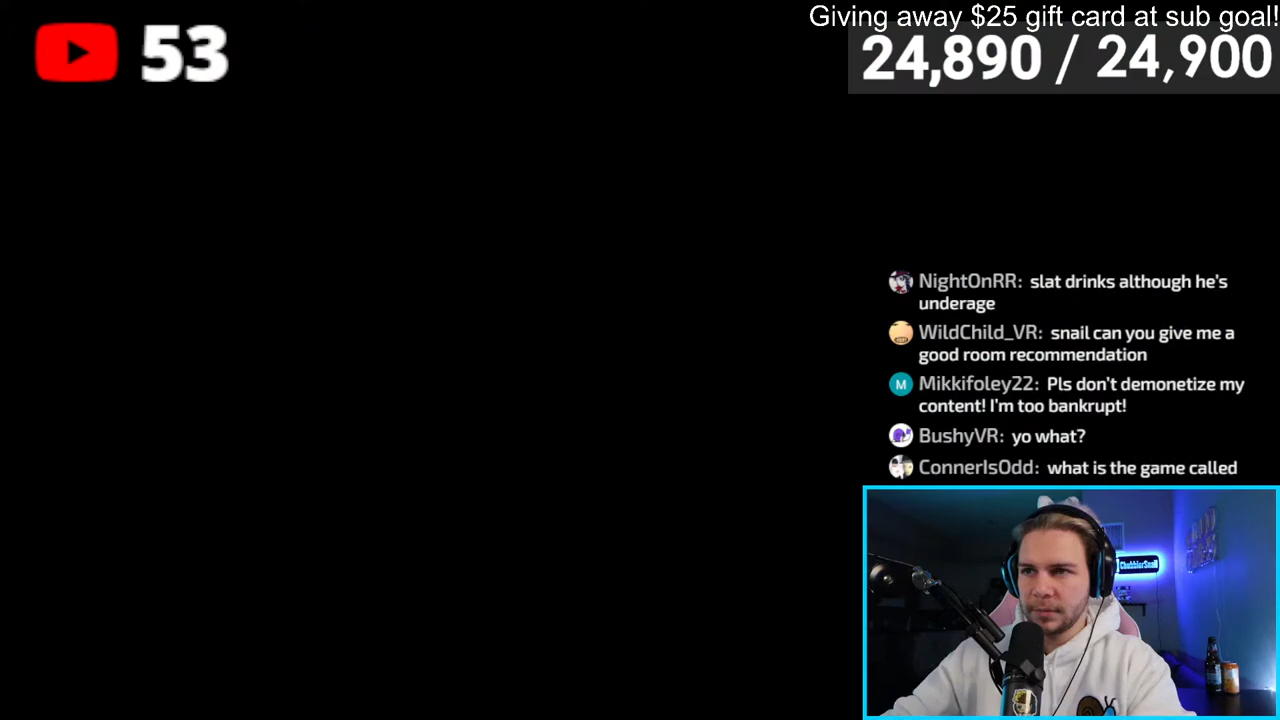 Giving away $25 gift card at sub goal!
53
24,890 / 24,900
NightOnRR: slat drinks although he's
underage
WildChild_VR: snail can you give me a
good room recommendation
Mikkifoley22: Pls don't demonetize my
content! I'm too bankrupt!
BushyVR: yo what?
ConnerIsOdd: what is the game called
ChubbierSnail